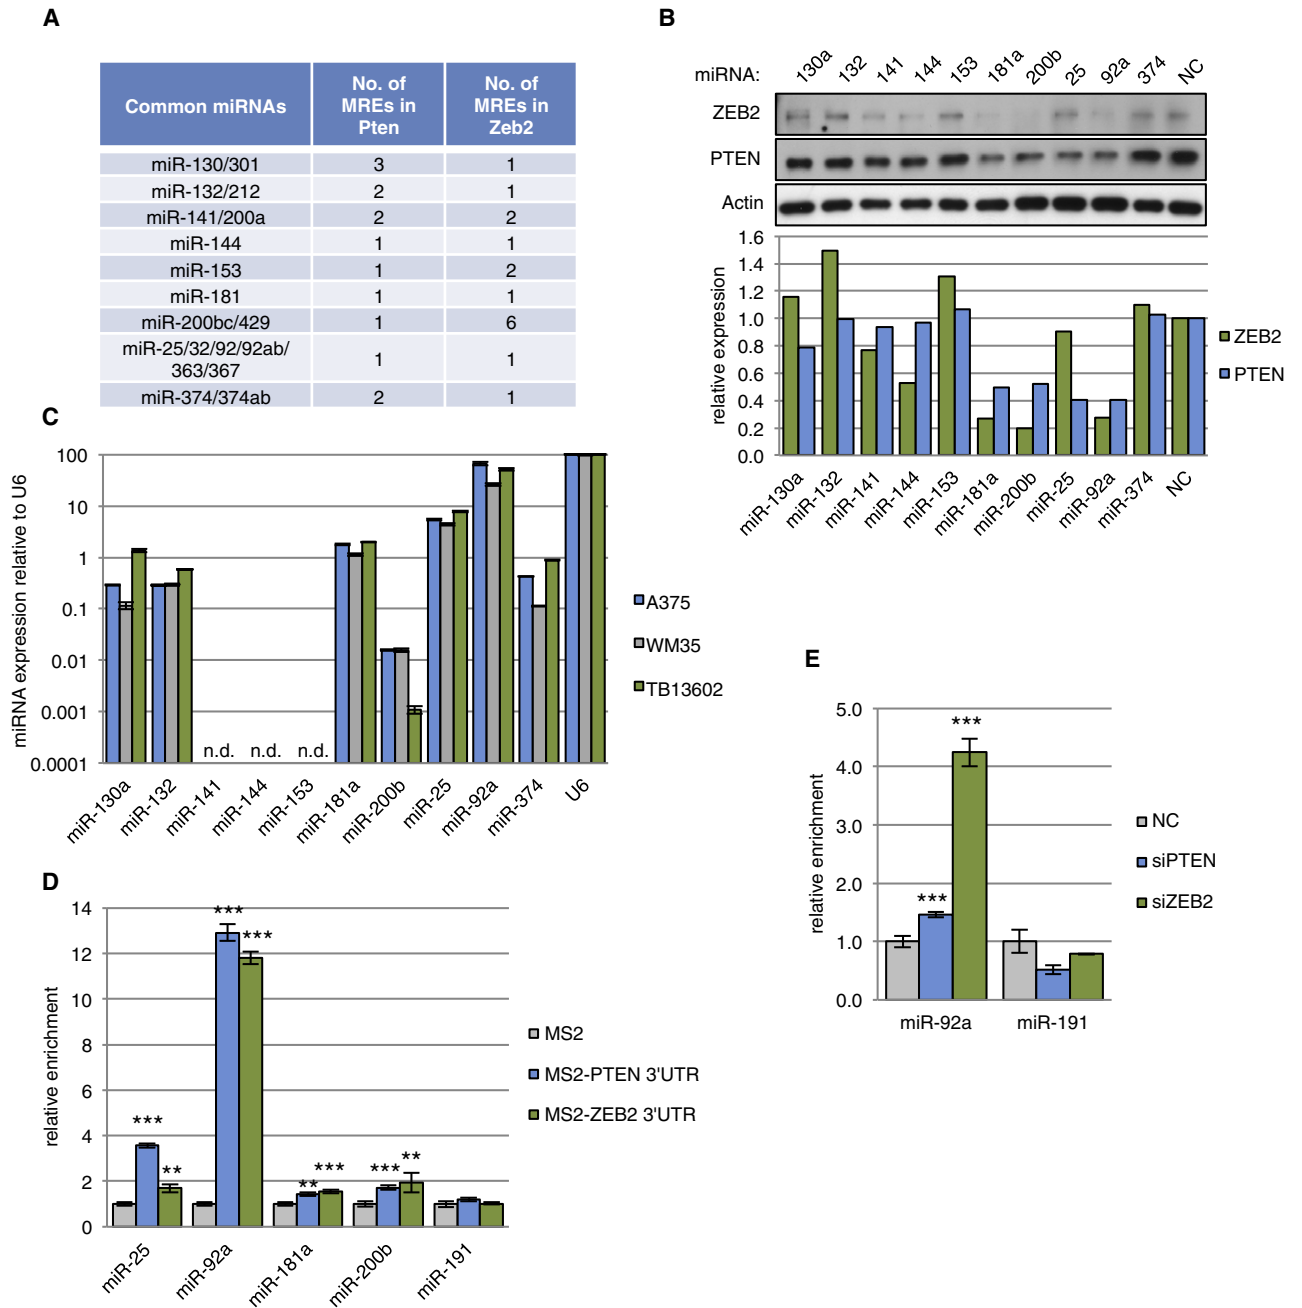 A
Common miRNAs
No. of
MREs in
Pten
No. of
MREs in
Zeb2
miR-130/301 3 1
miR-132/212 2 1
miR-141/200a 2 2
miR-144 1 1
miR-153 1 2
miR-181 1 1
miR-200bc/429 1 6
miR-25/32/92/92ab/
363/367 1 1
miR-374/374ab 2 1
B
miRNA: 130a 132 141 144 153 181a 200b 25 92a 374 NC
ZEB2
PTEN
Actin
relative expression
1.6
1.4
1.2
1.0
0.8
0.6
0.4
0.2
0.0
miR-130a miR-132 miR-141 miR-144 miR-153 miR-181a miR-200b miR-25 miR-92a miR-374 NC
ZEB2
PTEN
C
miRNA expression relative to U6
100
10
1
0.1
0.01
0.001
0.0001
n.d. n.d. n.d.
miR-130a miR-132 miR-141 miR-144 miR-153 miR-181a miR-200b miR-25 miR-92a miR-374 U6
A375
WM35
TB13602
D
relative enrichment
14
12
10
8
6
4
2
0
*** ** *** *** ** *** *** **
miR-25 miR-92a miR-181a miR-200b miR-191
MS2
MS2-PTEN 3'UTR
MS2-ZEB2 3'UTR
E
relative enrichment
5.0
4.0
3.0
2.0
1.0
0.0
*** ***
miR-92a miR-191
NC
siPTEN
siZEB2